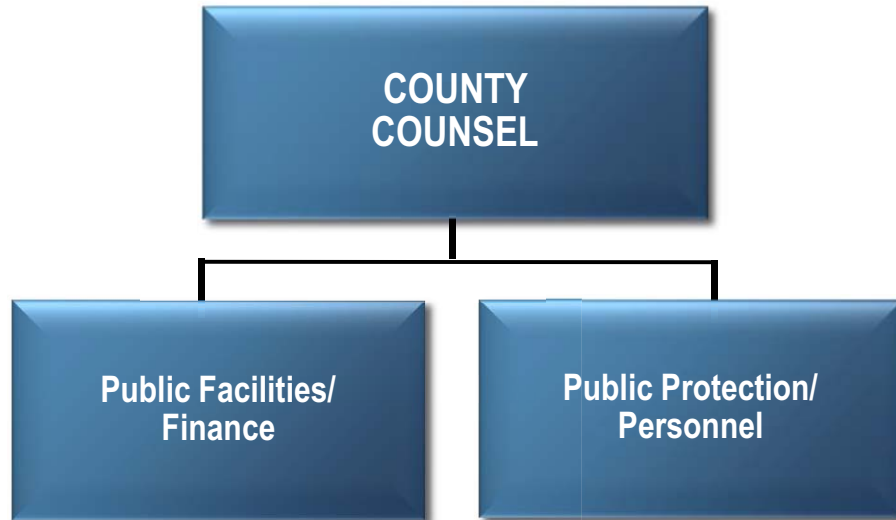 COUNTY
COUNSEL
Public Facilities/
Finance
Public Protection/
Personnel